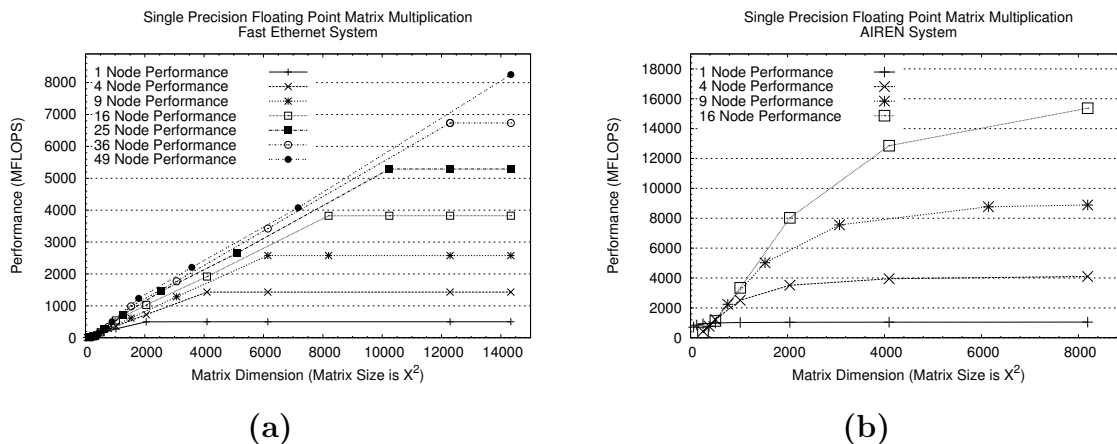 Single Precision Floating Point Matrix Multiplication
Fast Ethernet System
8000
7000
6000
5000
4000
3000
2000
1000
0
Performance (MFLOPS)
1 Node Performance
4 Node Performance
9 Node Performance
16 Node Performance
25 Node Performance
36 Node Performance
49 Node Performance
0 2000 4000 6000 8000 10000 12000 14000
Matrix Dimension (Matrix Size is X²)
(a)
Single Precision Floating Point Matrix Multiplication
AIREN System
18000
16000
14000
12000
10000
8000
6000
4000
2000
0
Performance (MFLOPS)
1 Node Performance
4 Node Performance
9 Node Performance
16 Node Performance
0 2000 4000 6000 8000
Matrix Dimension (Matrix Size is X²)
(b)